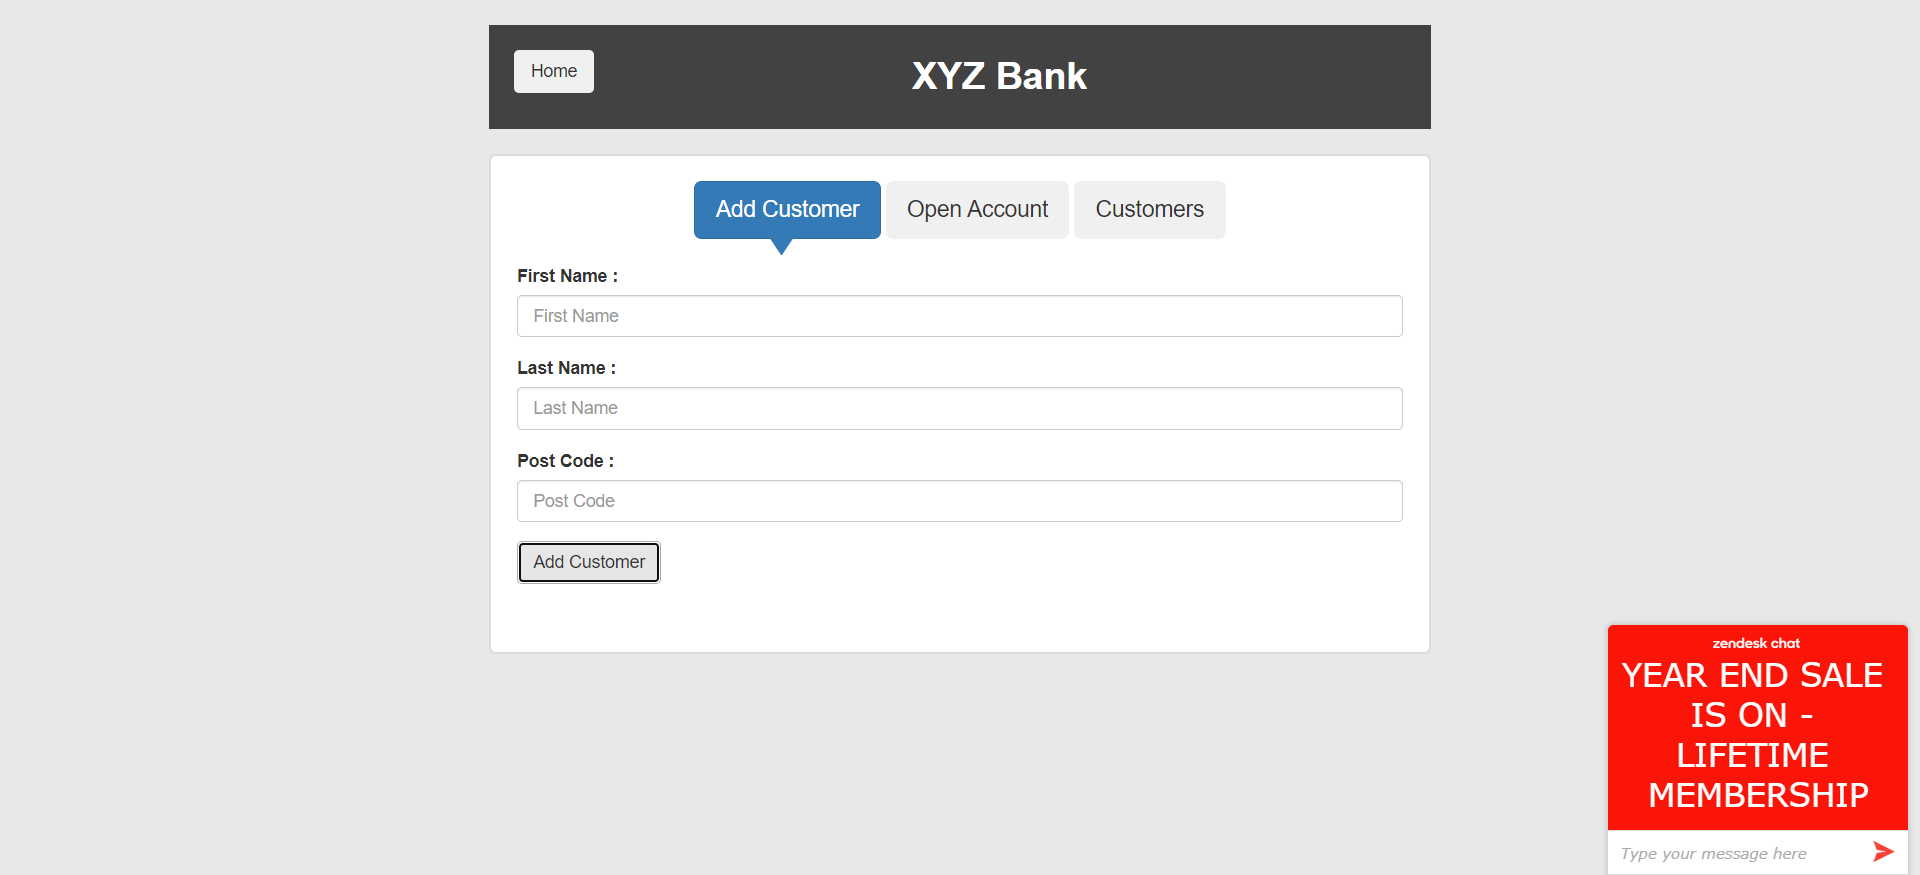 Home
XYZ Bank
Add Customer
Open Account
Customers
First Name :
First Name
Last Name :
Last Name
Post Code :
Post Code
Add Customer
zendesk chat
YEAR END SALE
IS ON -
LIFETIME
MEMBERSHIP
Type your message here